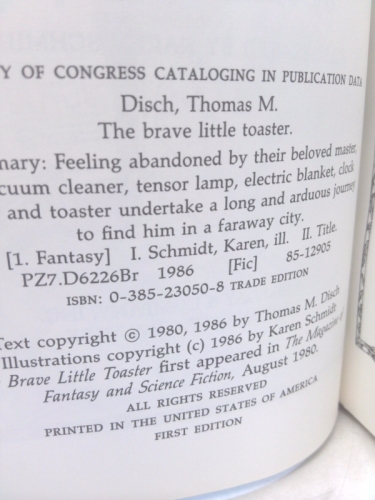 Y OF CONGRESS CATALOGING IN PUBLICATION DATA
Disch, Thomas M.
The brave little toaster.
mary: Feeling abandoned by their beloved master,
cuum cleaner, tensor lamp, electric blanket, clock
and toaster undertake a long and arduous journey
to find him in a faraway city.
[1. Fantasy] I. Schmidt, Karen, ill. II. Title.
PZ7.D6226Br 1986 [Fic] 85-12905
ISBN: 0-385-23050-8 TRADE EDITION
Text copyright © 1980, 1986 by Thomas M. Disch
Illustrations copyright (c) 1986 by Karen Schmidt
Brave Little Toaster first appeared in The Magazine of
Fantasy and Science Fiction, August 1980.
ALL RIGHTS RESERVED
PRINTED IN THE UNITED STATES OF AMERICA
FIRST EDITION